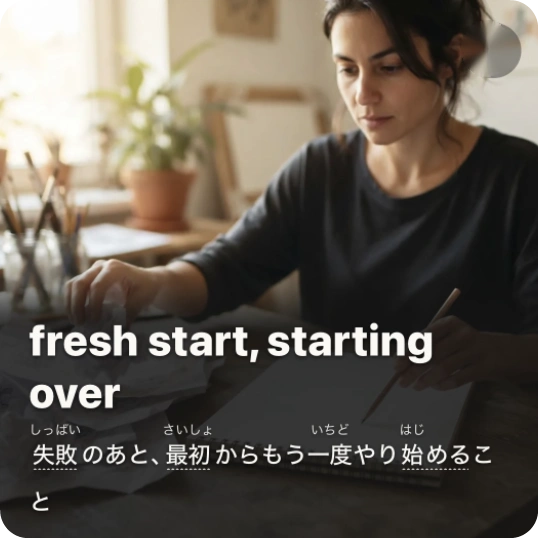 fresh start, starting
over
しっぱい さいしょ いちど はじ
失敗のあと、最初からもう一度やり始めるこ
と